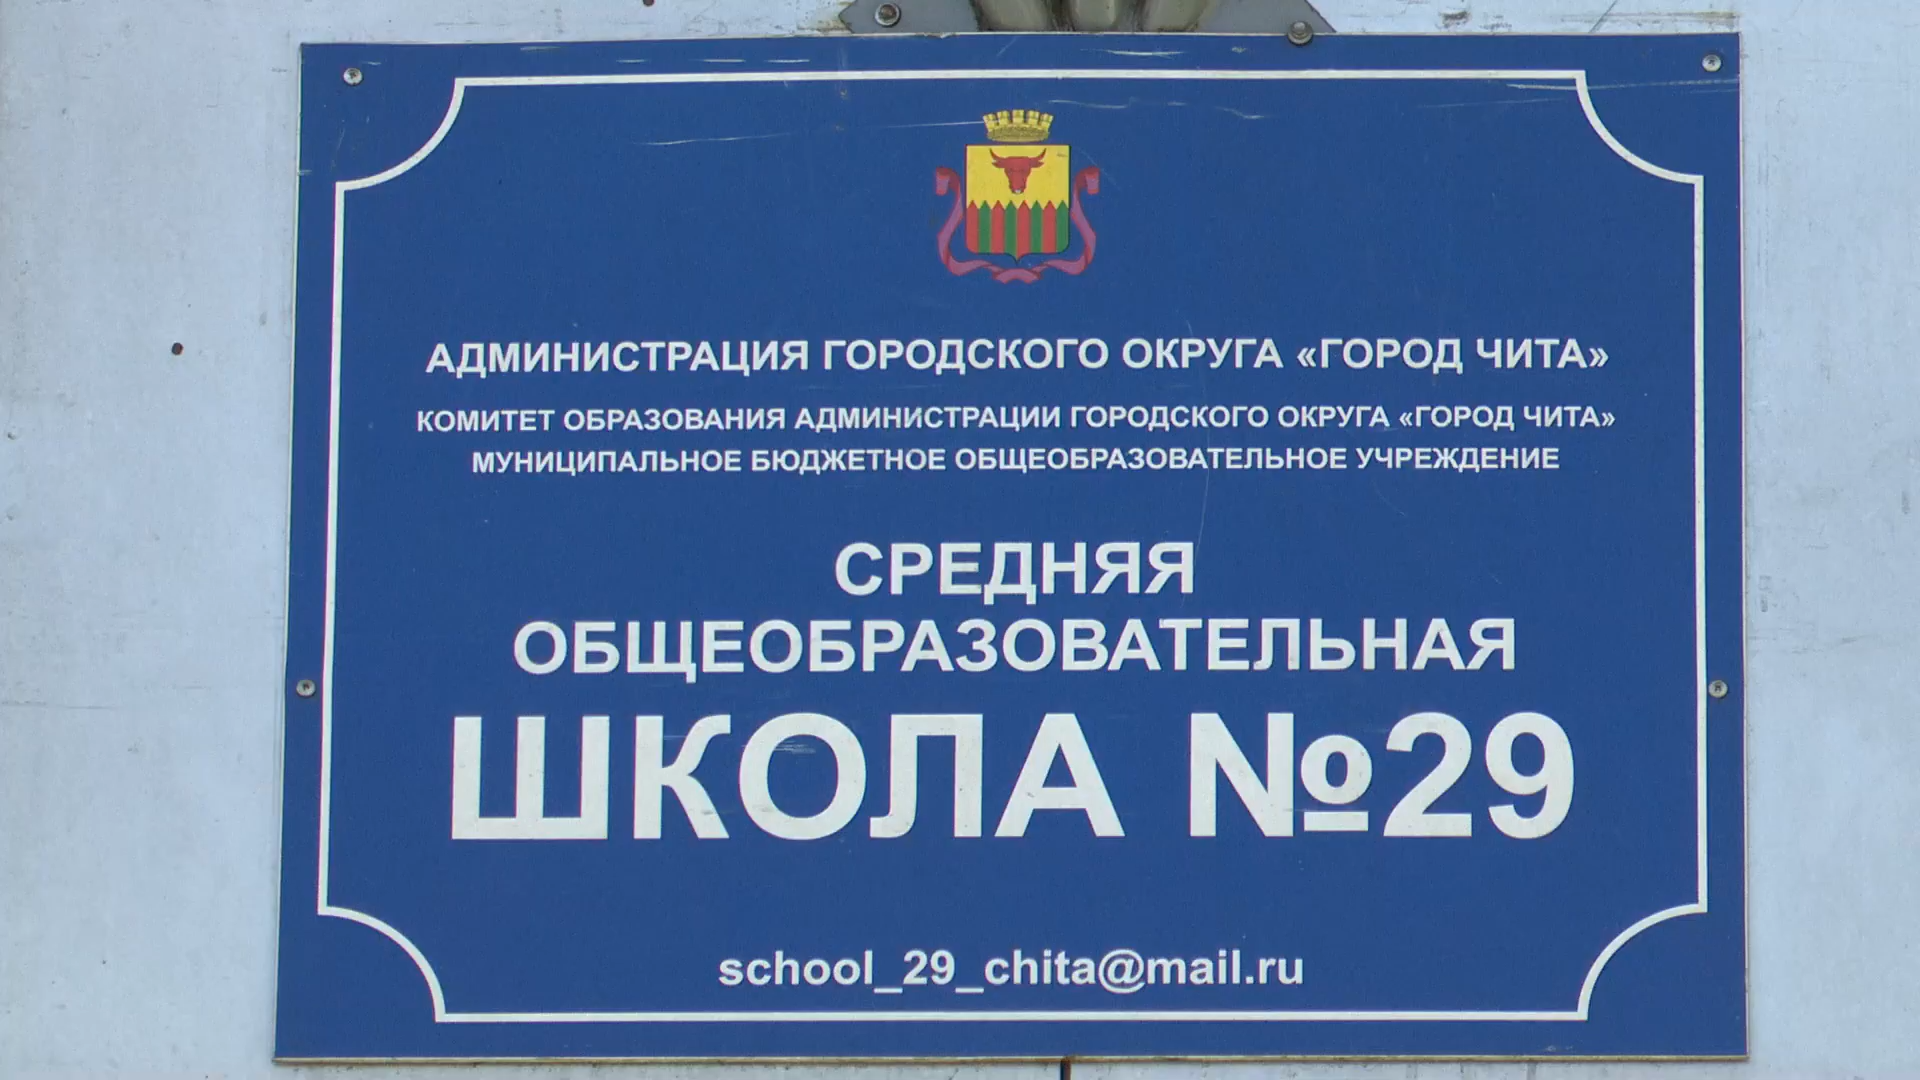 АДМИНИСТРАЦИЯ ГОРОДСКОГО ОКРУГА «ГОРОД ЧИТА»
КОМИТЕТ ОБРАЗОВАНИЯ АДМИНИСТРАЦИИ ГОРОДСКОГО ОКРУГА «ГОРОД ЧИТА»
МУНИЦИПАЛЬНОЕ БЮДЖЕТНОЕ ОБЩЕОБРАЗОВАТЕЛЬНОЕ УЧРЕЖДЕНИЕ
СРЕДНЯЯ
ОБЩЕОБРАЗОВАТЕЛЬНАЯ
ШКОЛА №29
school_29_chita@mail.ru